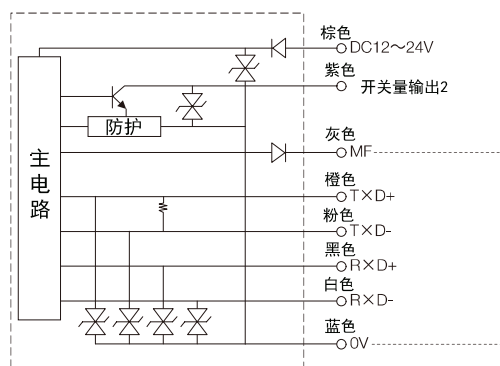 棕色
DC12～24V
紫色
开关量输出2
防护
灰色
MF
主电路
橙色
T×D+
粉色
T×D-
黑色
R×D+
白色
R×D-
蓝色
0V